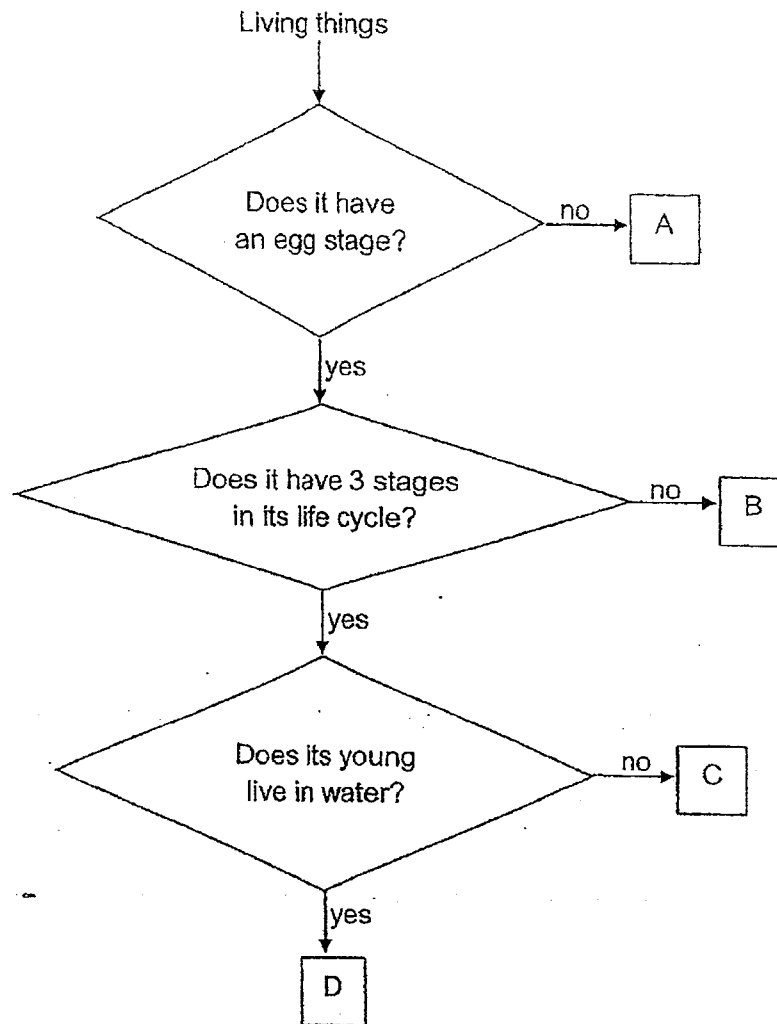 Living things
Does it have
an egg stage?
no
A
yes
Does it have 3 stages
in its life cycle?
no
B
yes
Does its young
live in water?
no
C
yes
D